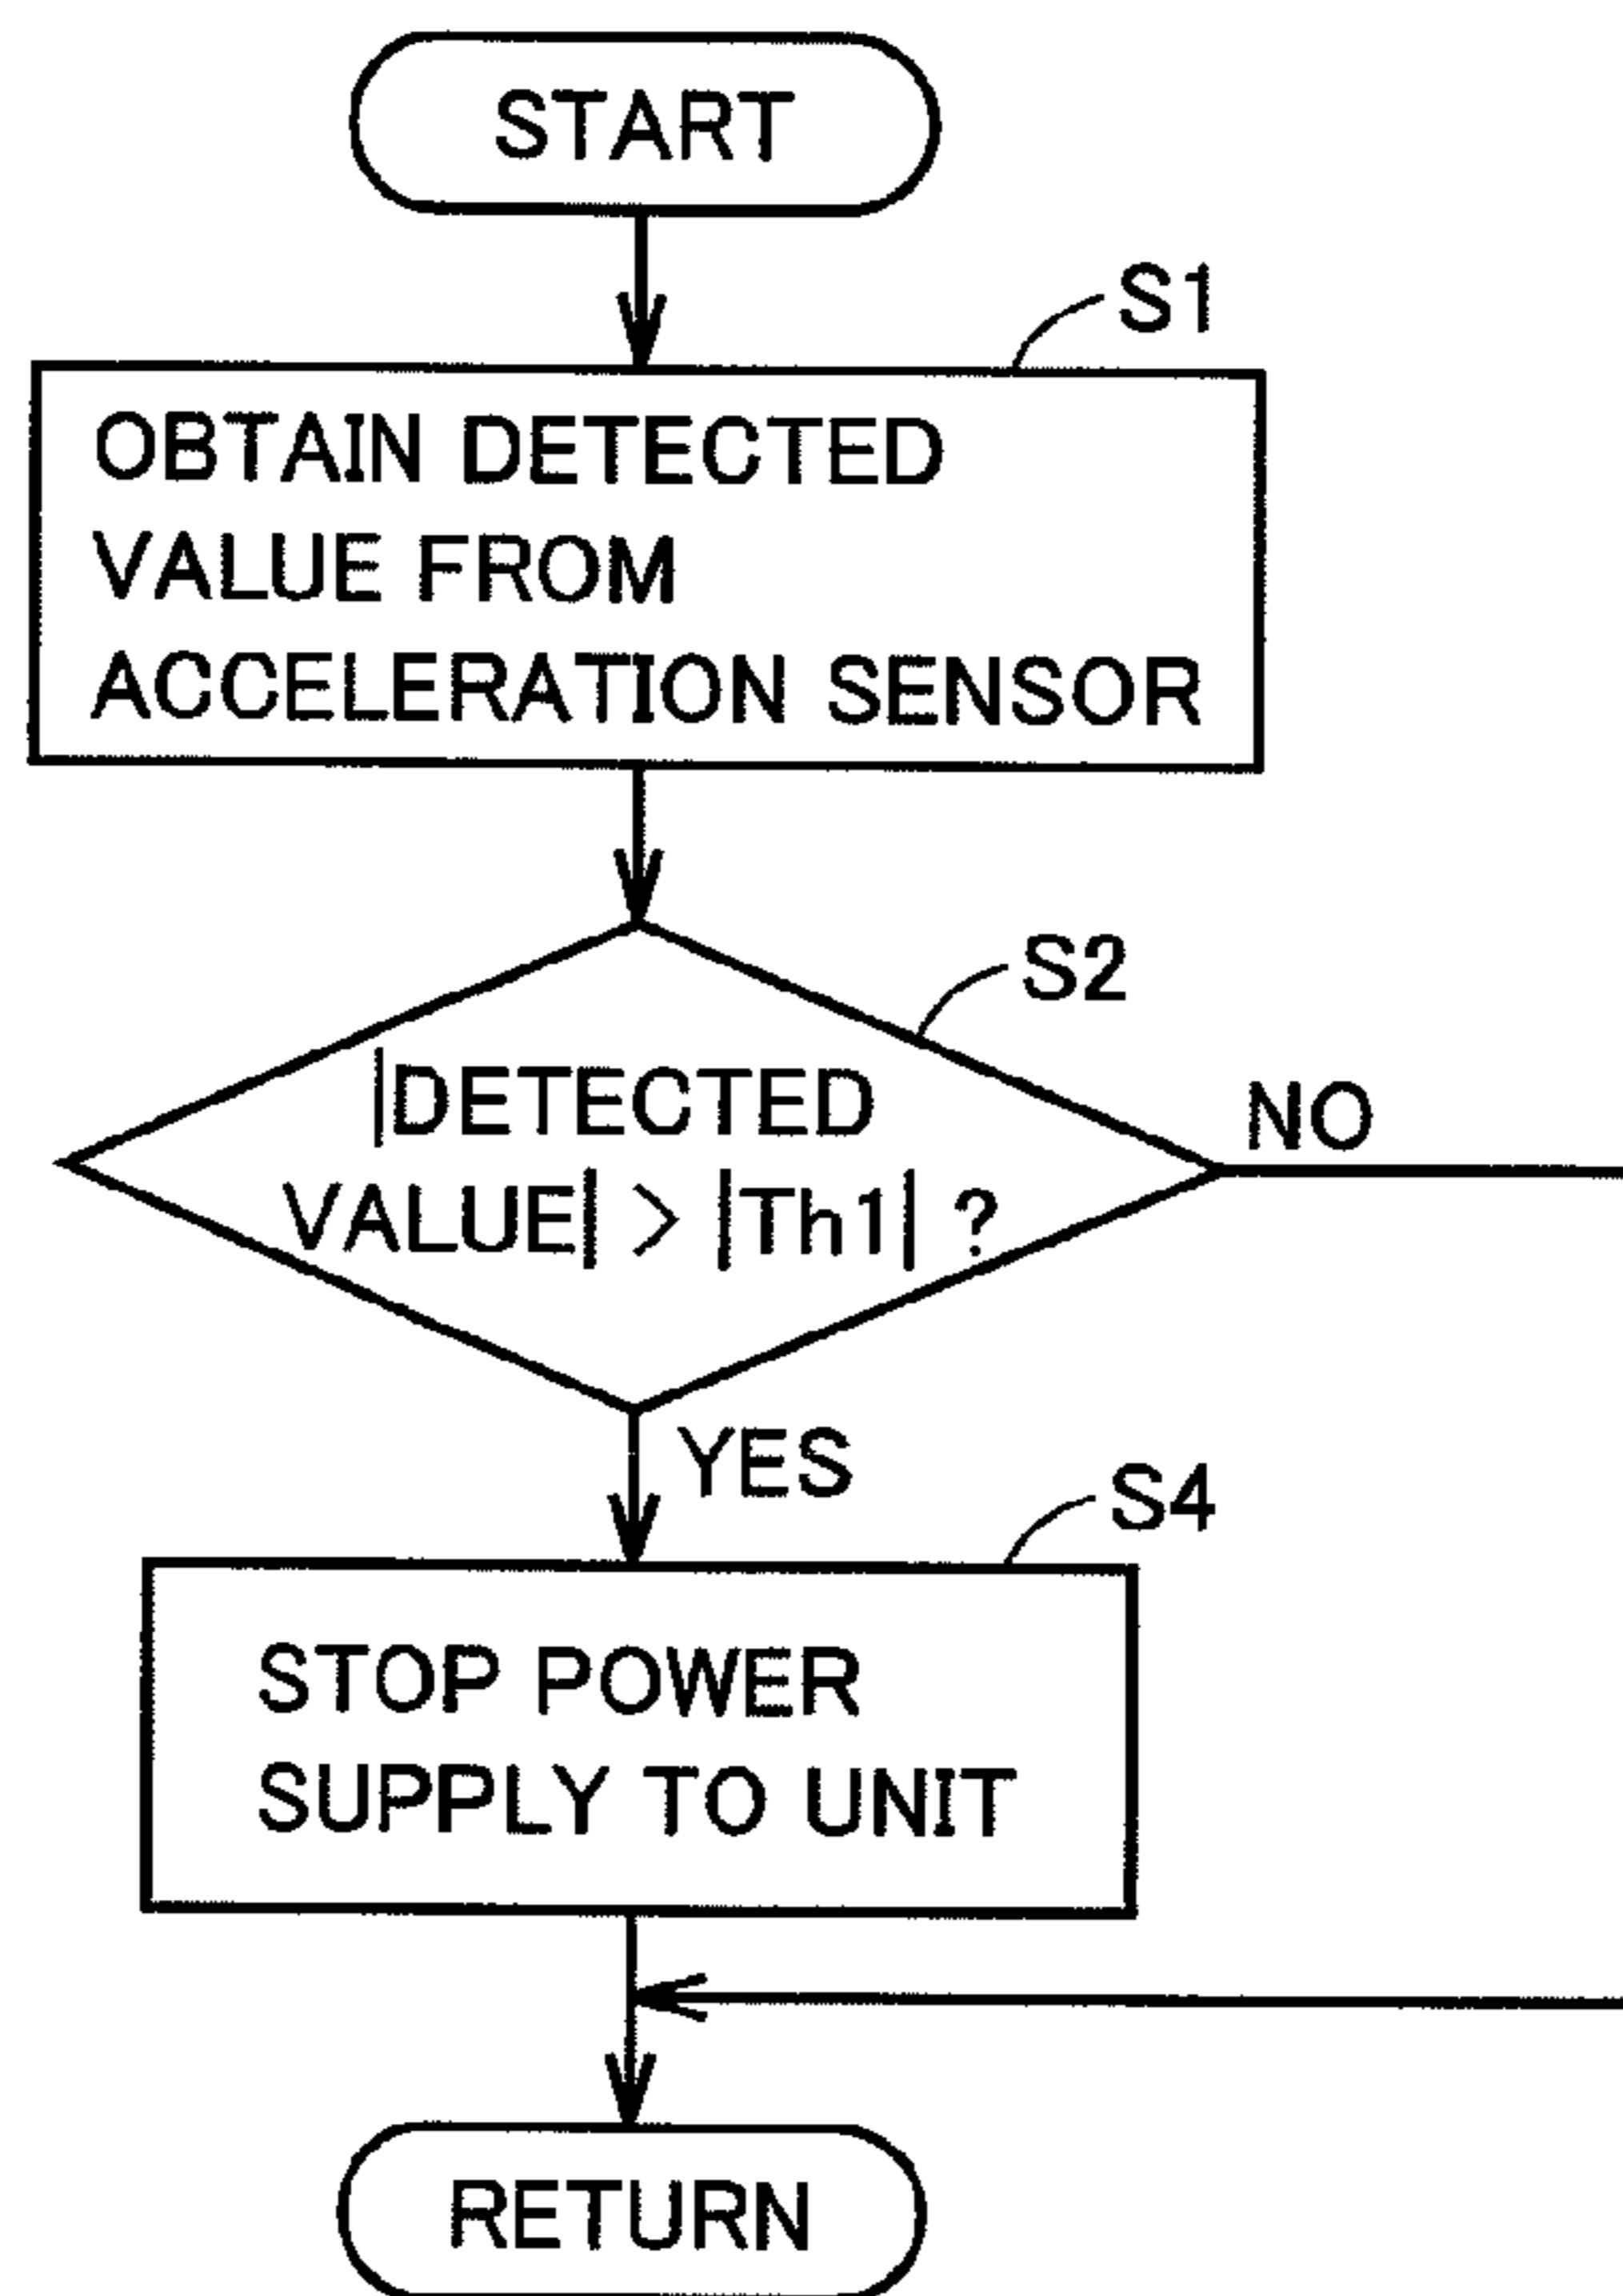 START
S1
OBTAIN DETECTED
VALUE FROM
ACCELERATION SENSOR
S2
|DETECTED
VALUE| > |Th1| ?
NO
YES
S4
STOP POWER
SUPPLY TO UNIT
RETURN